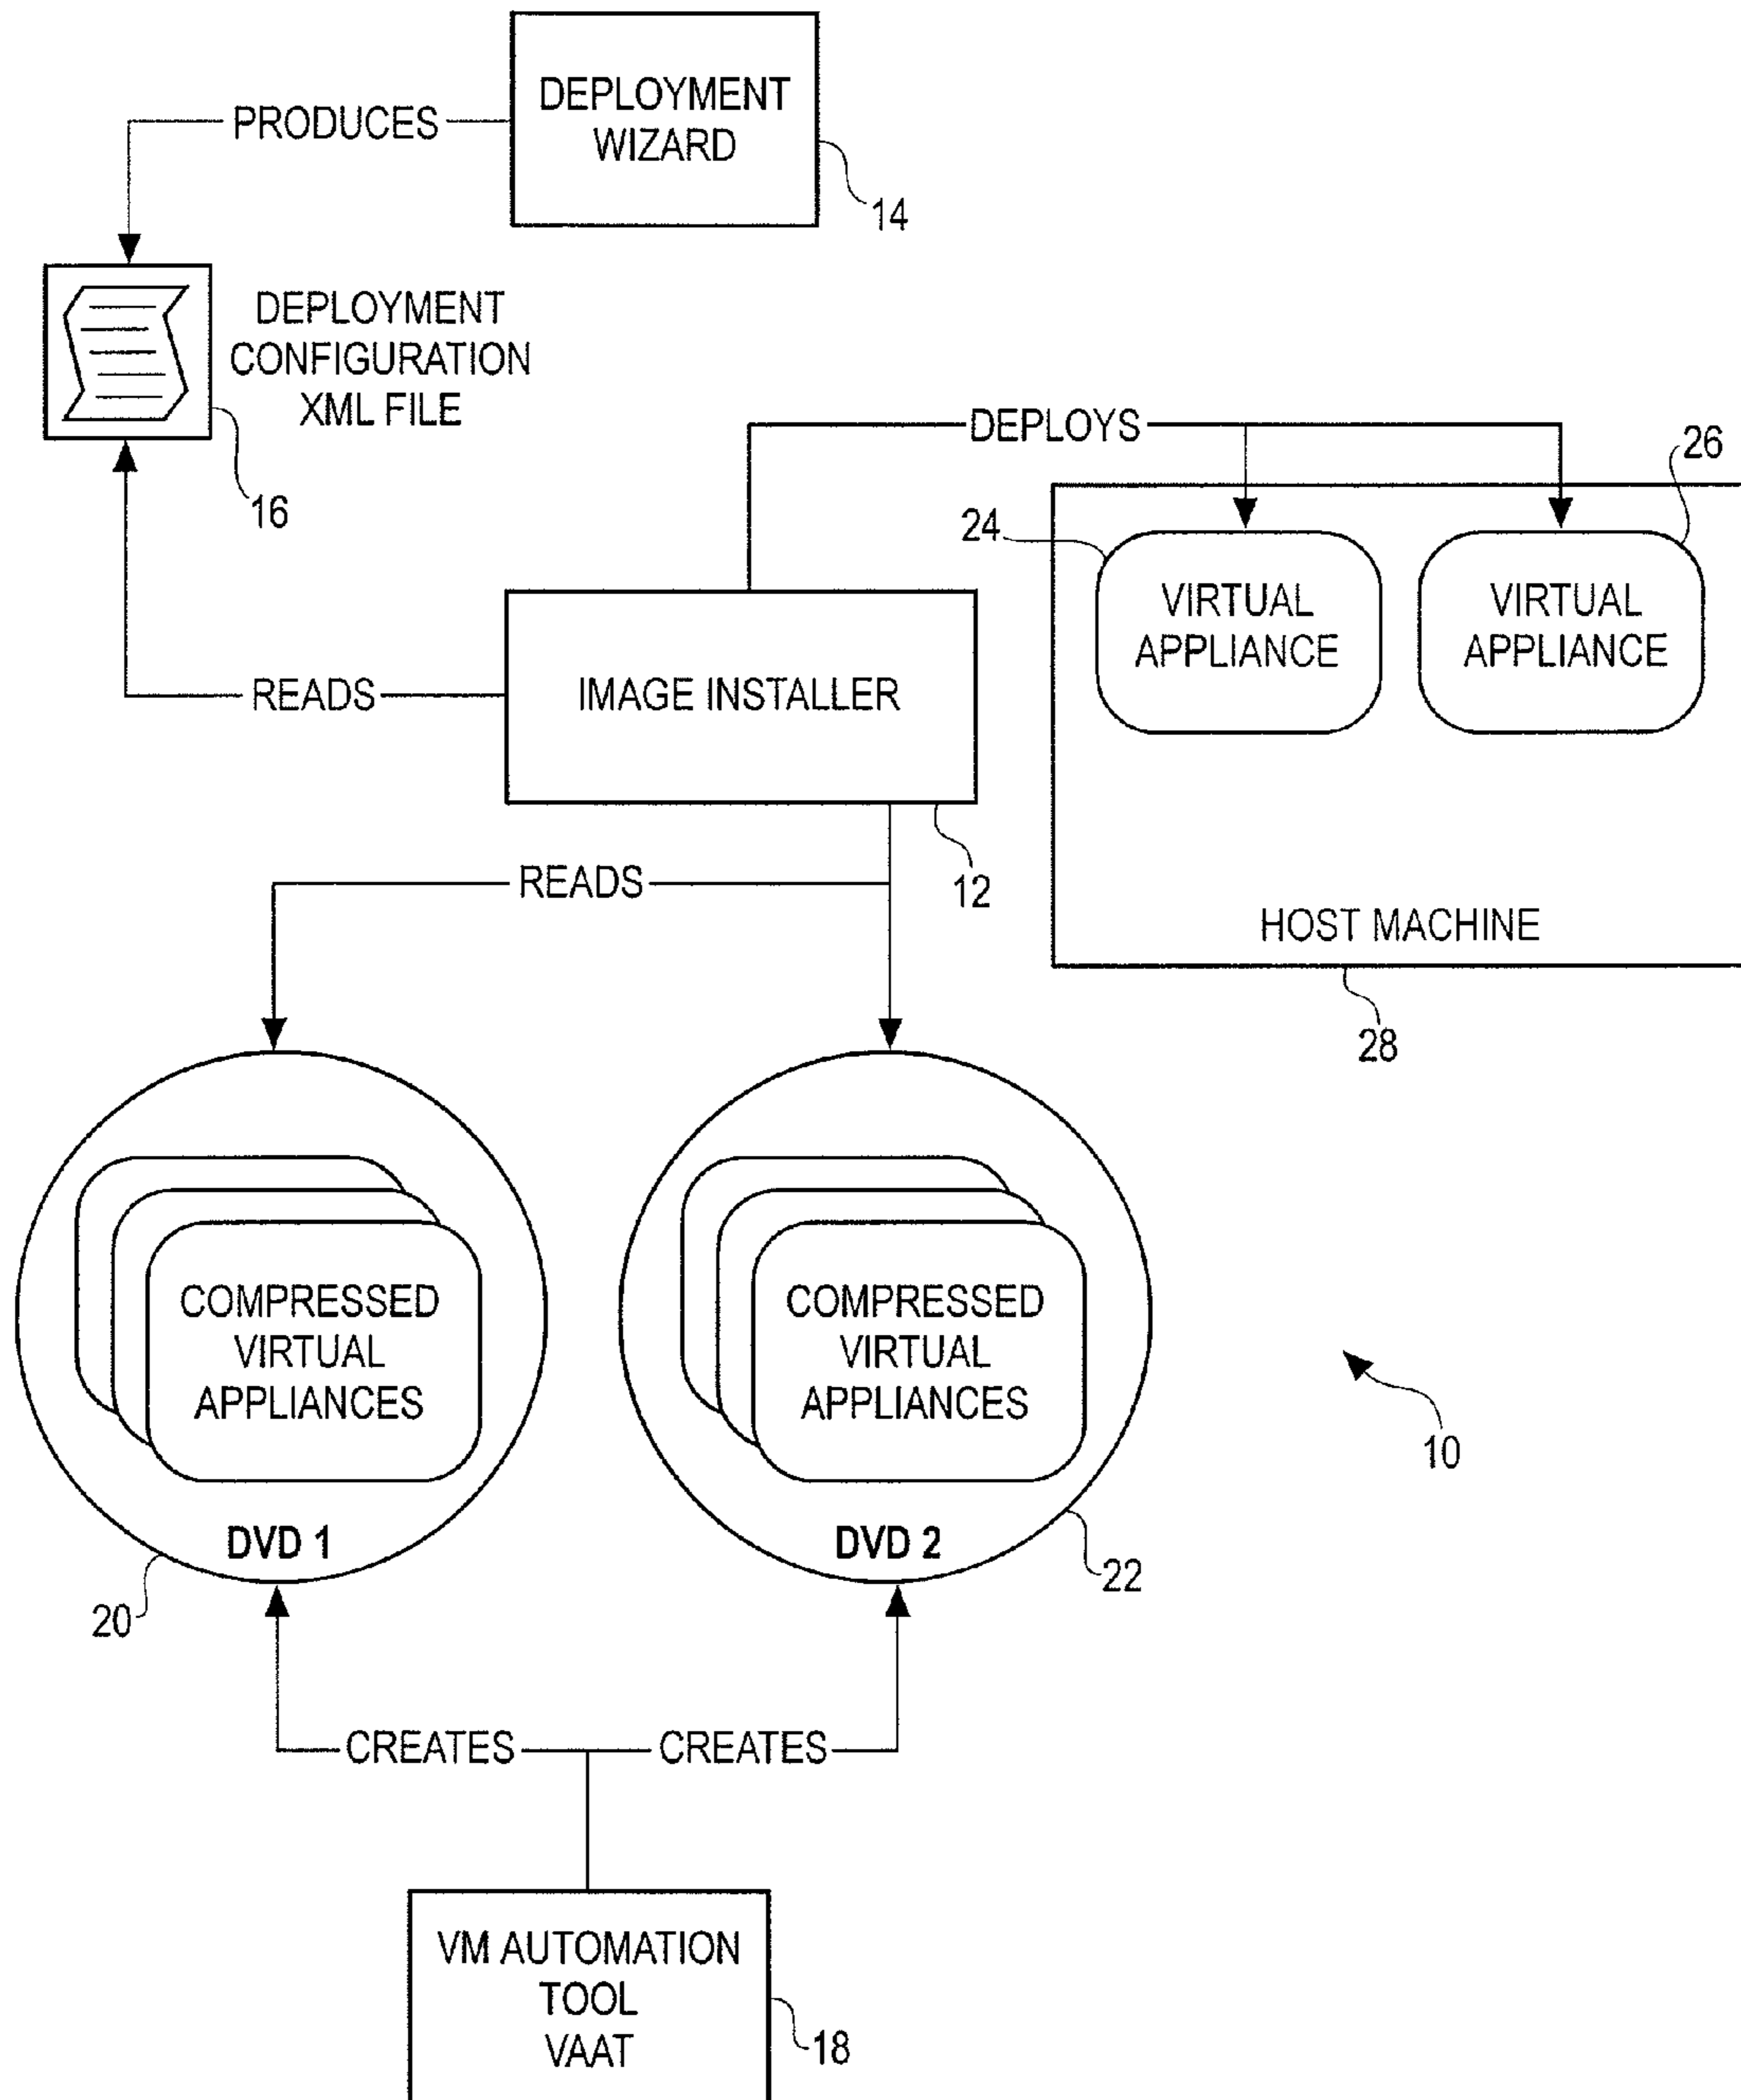 DEPLOYMENT
WIZARD
PRODUCES
14
DEPLOYMENT
CONFIGURATION
XML FILE
16
DEPLOYS
26
24
VIRTUAL
APPLIANCE
VIRTUAL
APPLIANCE
IMAGE INSTALLER
READS
READS
12
HOST MACHINE
28
COMPRESSED
VIRTUAL
APPLIANCES
DVD 1
20
COMPRESSED
VIRTUAL
APPLIANCES
DVD 2
22
10
CREATES
CREATES
VM AUTOMATION
TOOL
VAAT
18